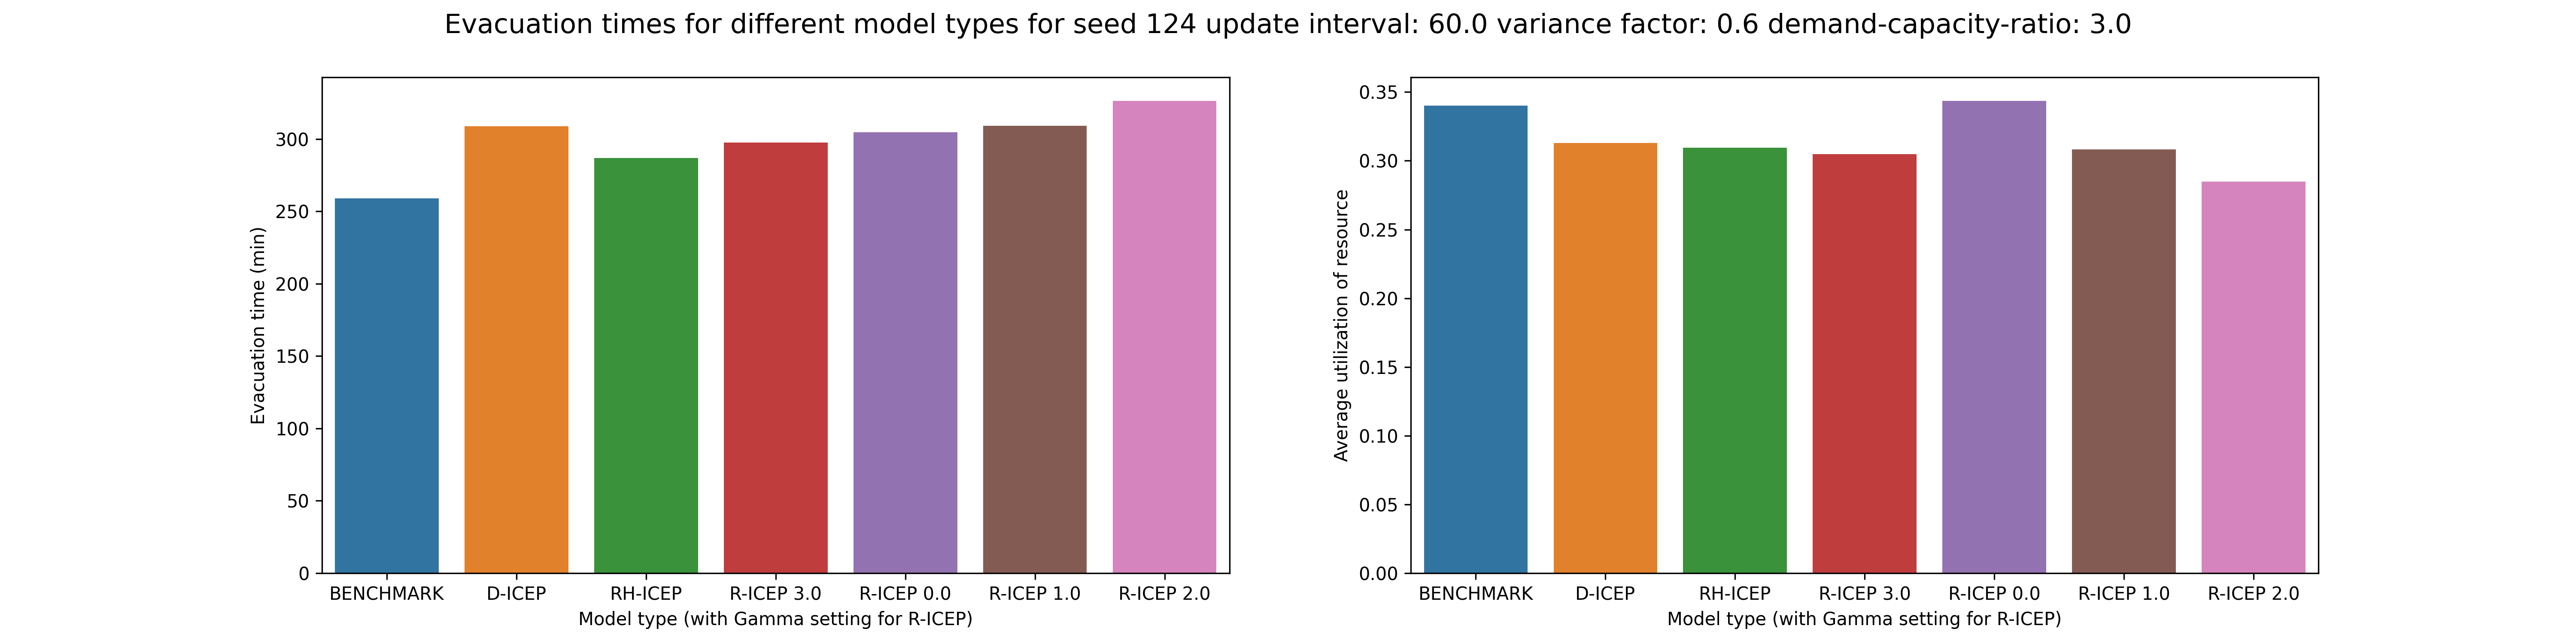 Evacuation times for different model types for seed 124 update interval: 60.0 variance factor: 0.6 demand-capacity-ratio: 3.0
Evacuation time (min)
300
250
200
150
100
50
0
BENCHMARK D-ICEP RH-ICEP R-ICEP 3.0 R-ICEP 0.0 R-ICEP 1.0 R-ICEP 2.0
Model type (with Gamma setting for R-ICEP)
Average utilization of resource
0.35
0.30
0.25
0.20
0.15
0.10
0.05
0.00
BENCHMARK D-ICEP RH-ICEP R-ICEP 3.0 R-ICEP 0.0 R-ICEP 1.0 R-ICEP 2.0
Model type (with Gamma setting for R-ICEP)